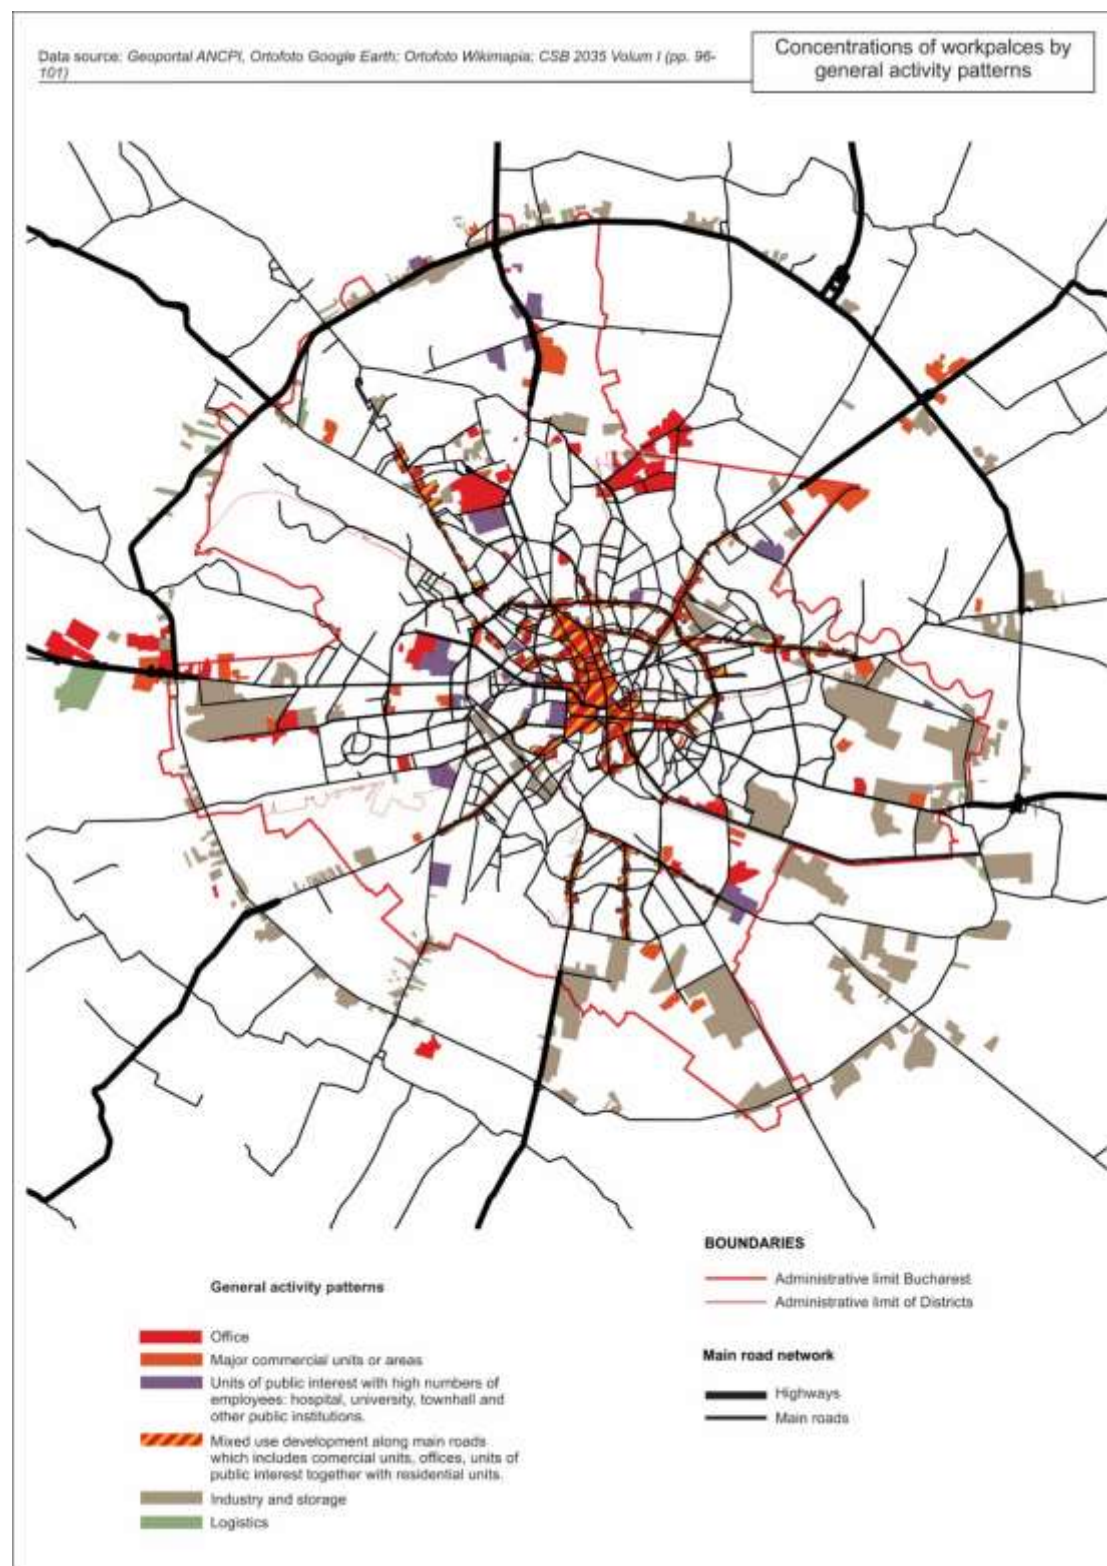 Data source: Geoportal ANCPI, Ortofoto Google Earth; Ortofoto Wikimapia; CSB 2035 Volum I (pp. 96-
101)
Concentrations of workpalces by
general activity patterns
BOUNDARIES
Administrative limit Bucharest
Administrative limit of Districts
Main road network
Highways
Main roads
General activity patterns
Office
Major commercial units or areas
Units of public interest with high numbers of
employees: hospital, university, townhall and
other public institutions.
Mixed use development along main roads
which includes comercial units, offices, units of
public interest together with residential units.
Industry and storage
Logistics